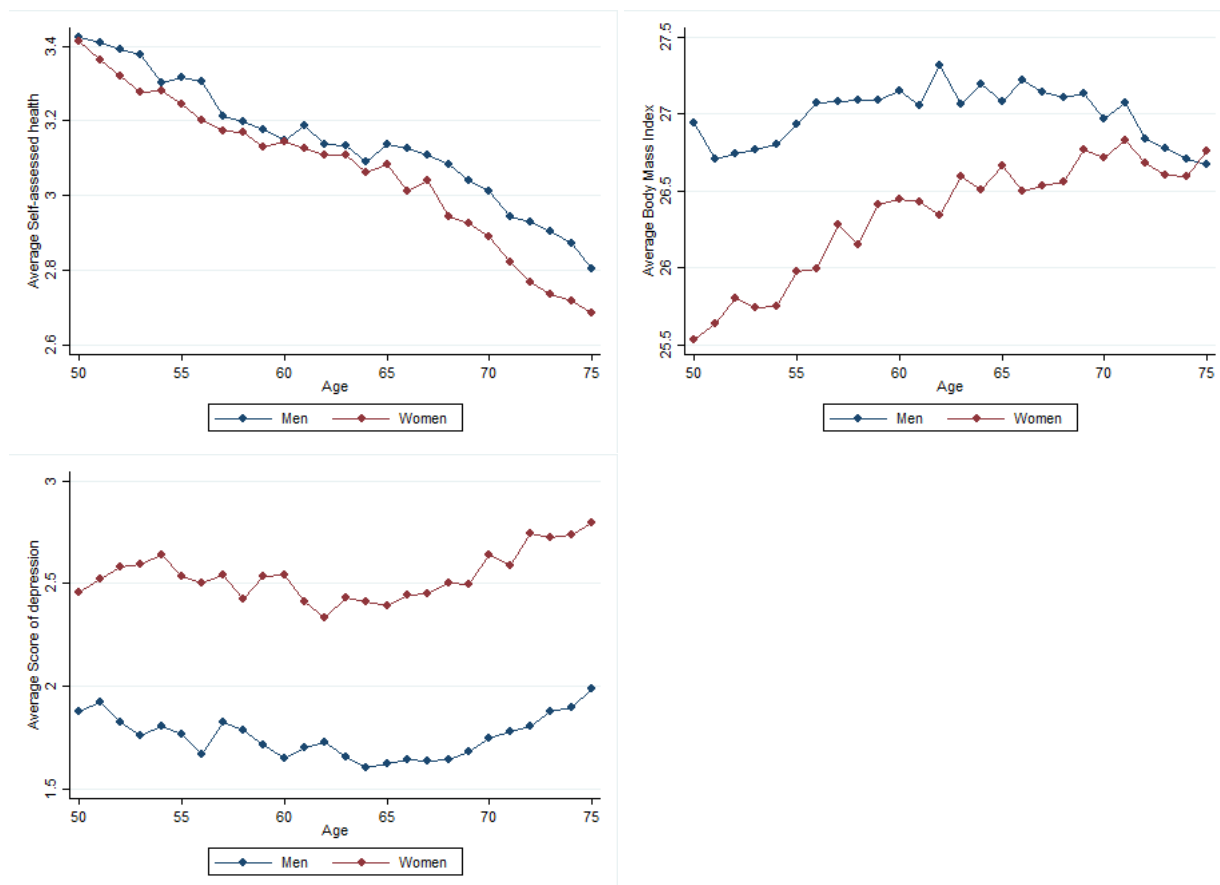 Average Self-assessed health
3.4
3.2
3
2.8
2.6
50 55 60 65 70 75
Age
Men Women
Average Body Mass Index
27.5
27
26.5
26
25.5
50 55 60 65 70 75
Age
Men Women
Average Score of depression
3
2.5
2
1.5
50 55 60 65 70 75
Age
Men Women